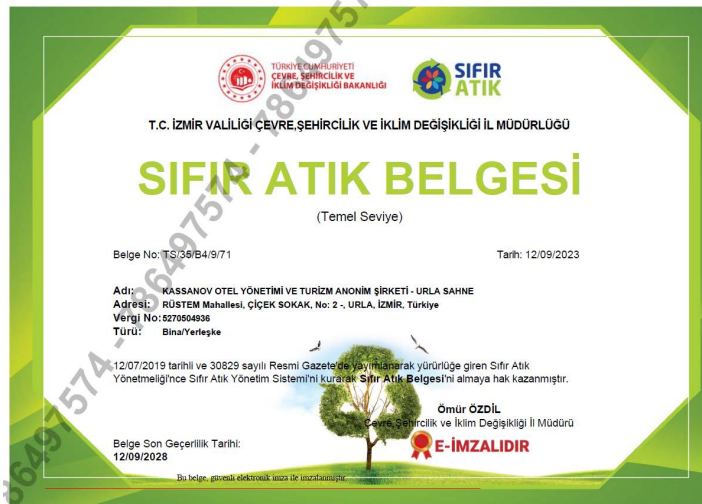 TÜRKİYE CUMHURİYETİ
ÇEVRE, ŞEHİRCİLİK VE
İKLİM DEĞİŞİKLİĞİ BAKANLIĞI
SIFIR
ATIK
T.C. İZMİR VALİLİĞİ ÇEVRE,ŞEHİRCİLİK VE İKLİM DEĞİŞİKLİĞİ İL MÜDÜRLÜĞÜ
SIFIR ATIK BELGESİ
(Temel Seviye)
Belge No: TS/35/B4/9/71 Tarih: 12/09/2023
Adı: KASSANOV OTEL YÖNETİMİ VE TURİZM ANONİM ŞİRKETİ - URLA SAHNE
Adresi: RÜSTEM Mahallesi, ÇİÇEK SOKAK, No: 2 -, URLA, İZMİR, Türkiye
Vergi No:5270504936
Türü: Bina/Yerleşke
12/07/2019 tarihli ve 30829 sayılı Resmi Gazete'de yayımlanarak yürürlüğe giren Sıfır Atık
Yönetmeliği'nce Sıfır Atık Yönetim Sistemi'ni kurarak Sıfır Atık Belgesi'ni almaya hak kazanmıştır.
Ömür ÖZDİL
Çevre,Şehircilik ve İklim Değişikliği İl Müdürü
E-İMZALIDIR
Belge Son Geçerlilik Tarihi:
12/09/2028
Bu belge, güvenli elektronik imza ile imzalanmıştır.
786497574 - 786497574 - 786497574